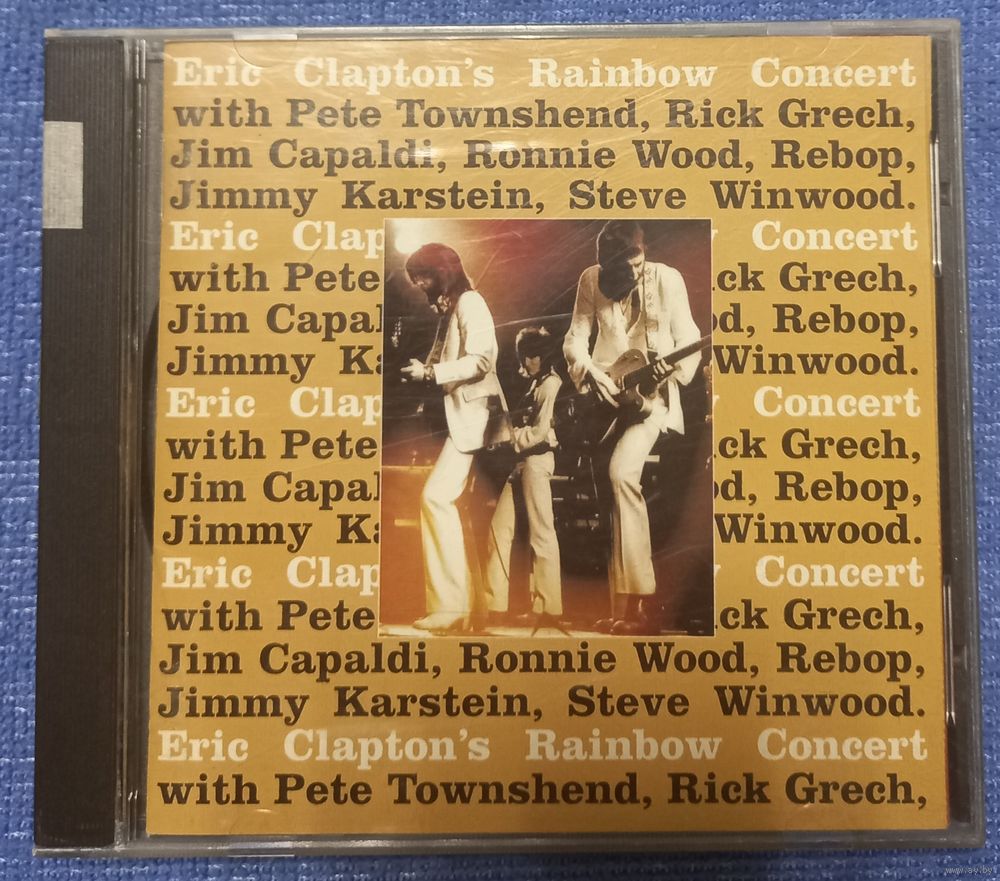 Eric Clapton's Rainbow Concert
with Pete Townshend, Rick Grech,
Jim Capaldi, Ronnie Wood, Rebop,
Jimmy Karstein, Steve Winwood.
Eric Clap y Concert
with Pete ck Grech,
Jim Capal d, Rebop,
Jimmy Ka Winwood.
Eric Clap y Concert
with Pete ck Grech,
Jim Capal d, Rebop,
Jimmy Ka Winwood.
Eric Clap y Concert
with Pete ck Grech,
Jim Capaldi, Ronnie Wood, Rebop,
Jimmy Karstein, Steve Winwood.
Eric Clapton's Rainbow Concert
with Pete Townshend, Rick Grech,
www.ay.by